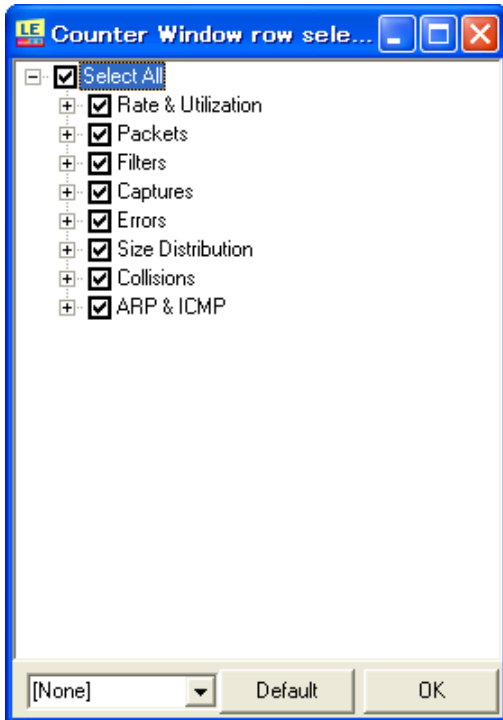 LE Counter Window row sele...
Select All
Rate & Utilization
Packets
Filters
Captures
Errors
Size Distribution
Collisions
ARP & ICMP
[None] Default OK